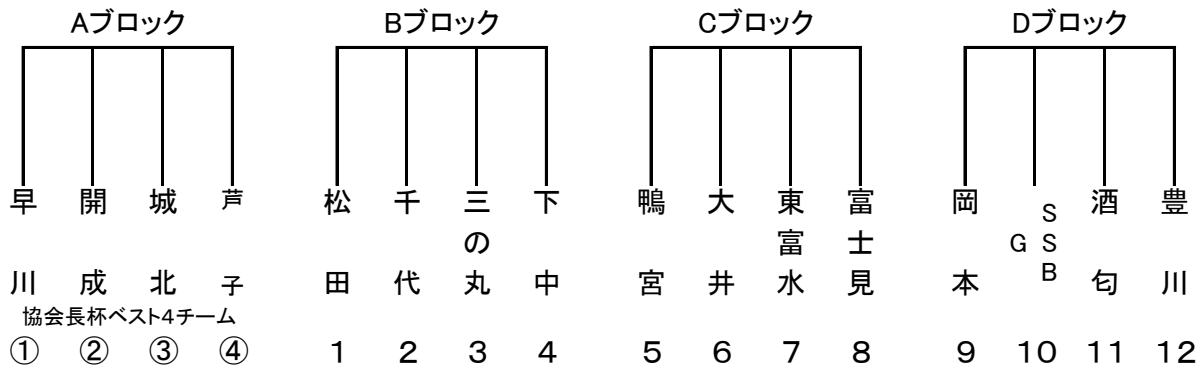 Aブロック
早川
開成
城北
芦子
協会長杯ベスト4チーム
① ② ③ ④
Bブロック
松田
千代
三の丸
下中
1 2 3 4
Cブロック
鴨宮
大井
東富水
富士見
5 6 7 8
Dブロック
岡本
SSB
G
酒匂
豊川
9 10 11 12